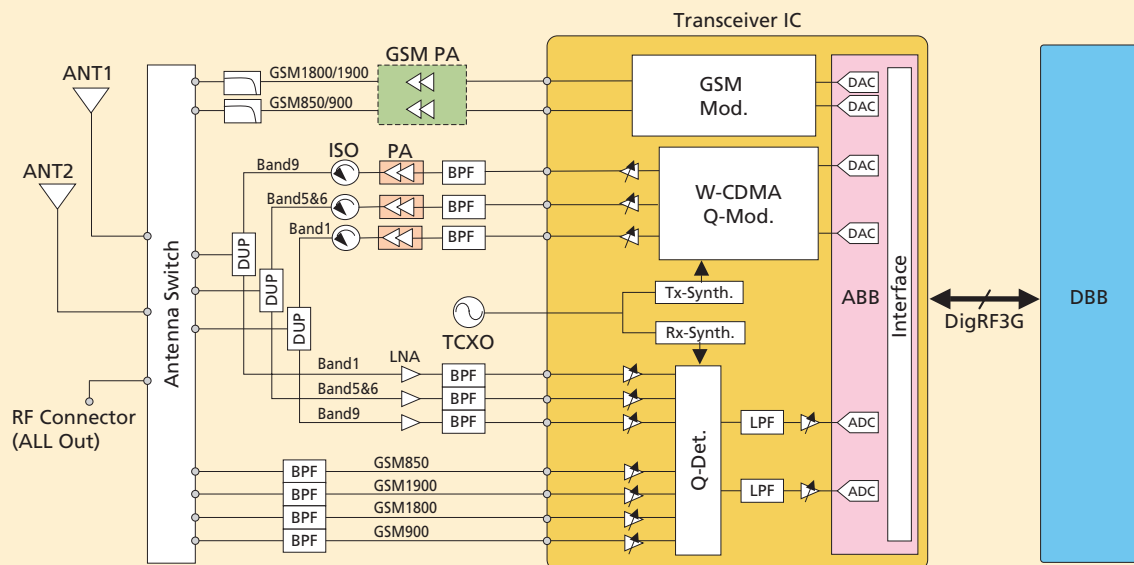 Transceiver IC
ANT1
ANT2
Antenna Switch
RF Connector
(ALL Out)
GSM1800/1900
GSM850/900
GSM PA
GSM
Mod.
DAC
DAC
Band9
ISO
PA
BPF
Band5&6
BPF
Band1
BPF
W-CDMA
Q-Mod.
DAC
DAC
DUP
DUP
DUP
TCXO
Tx-Synth.
Rx-Synth.
ABB
Interface
DigRF3G
DBB
Band1
LNA
BPF
Band5&6
BPF
Band9
BPF
Q-Det.
LPF
ADC
LPF
ADC
BPF
GSM850
BPF
GSM1900
BPF
GSM1800
BPF
GSM900